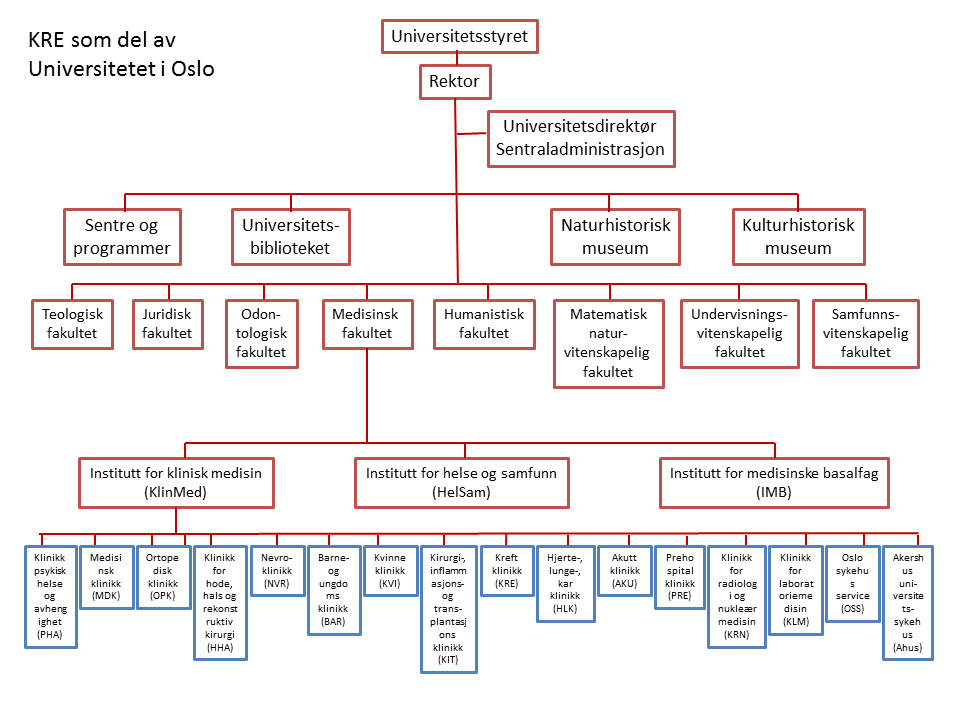 KRE som del av
Universitetet i Oslo
Universitetsstyret
Rektor
Universitetsdirektør
Sentraladministrasjon
Sentre og
programmer
Universitets-
biblioteket
Naturhistorisk
museum
Kulturhistorisk
museum
Teologisk
fakultet
Juridisk
fakultet
Odon-
tologisk
fakultet
Medisinsk
fakultet
Humanistisk
fakultet
Matematisk
natur-
vitenskapelig
fakultet
Undervisnings-
vitenskapelig
fakultet
Samfunns-
vitenskapelig
fakultet
Institutt for klinisk medisin
(KlinMed)
Institutt for helse og samfunn
(HelSam)
Institutt for medisinske basalfag
(IMB)
Klinikk
psykisk
helse
og
avheng
ighet
(PHA)
Medisi
nsk
klinikk
(MDK)
Ortope
disk
klinikk
(OPK)
Klinikk
for
hode,
hals og
rekonst
ruktiv
kirurgi
(HHA)
Nevro-
klinikk
(NVR)
Barne-
og
ungdo
ms
klinikk
(BAR)
Kvinne
klinikk
(KVI)
Kirurgi-,
inflamm
asjons-
og
trans-
plantasj
ons
klinikk
(KIT)
Kreft
klinikk
(KRE)
Hjerte-,
lunge-,
kar
klinikk
(HLK)
Akutt
klinikk
(AKU)
Preho
spital
klinikk
(PRE)
Klinikk
for
radiolog
i og
nukleær
medisin
(KRN)
Klinikk
for
laborat
orieme
disin
(KLM)
Oslo
sykehu
s
service
(OSS)
Akersh
us
uni-
versite
ts-
sykeh
us
(Ahus)